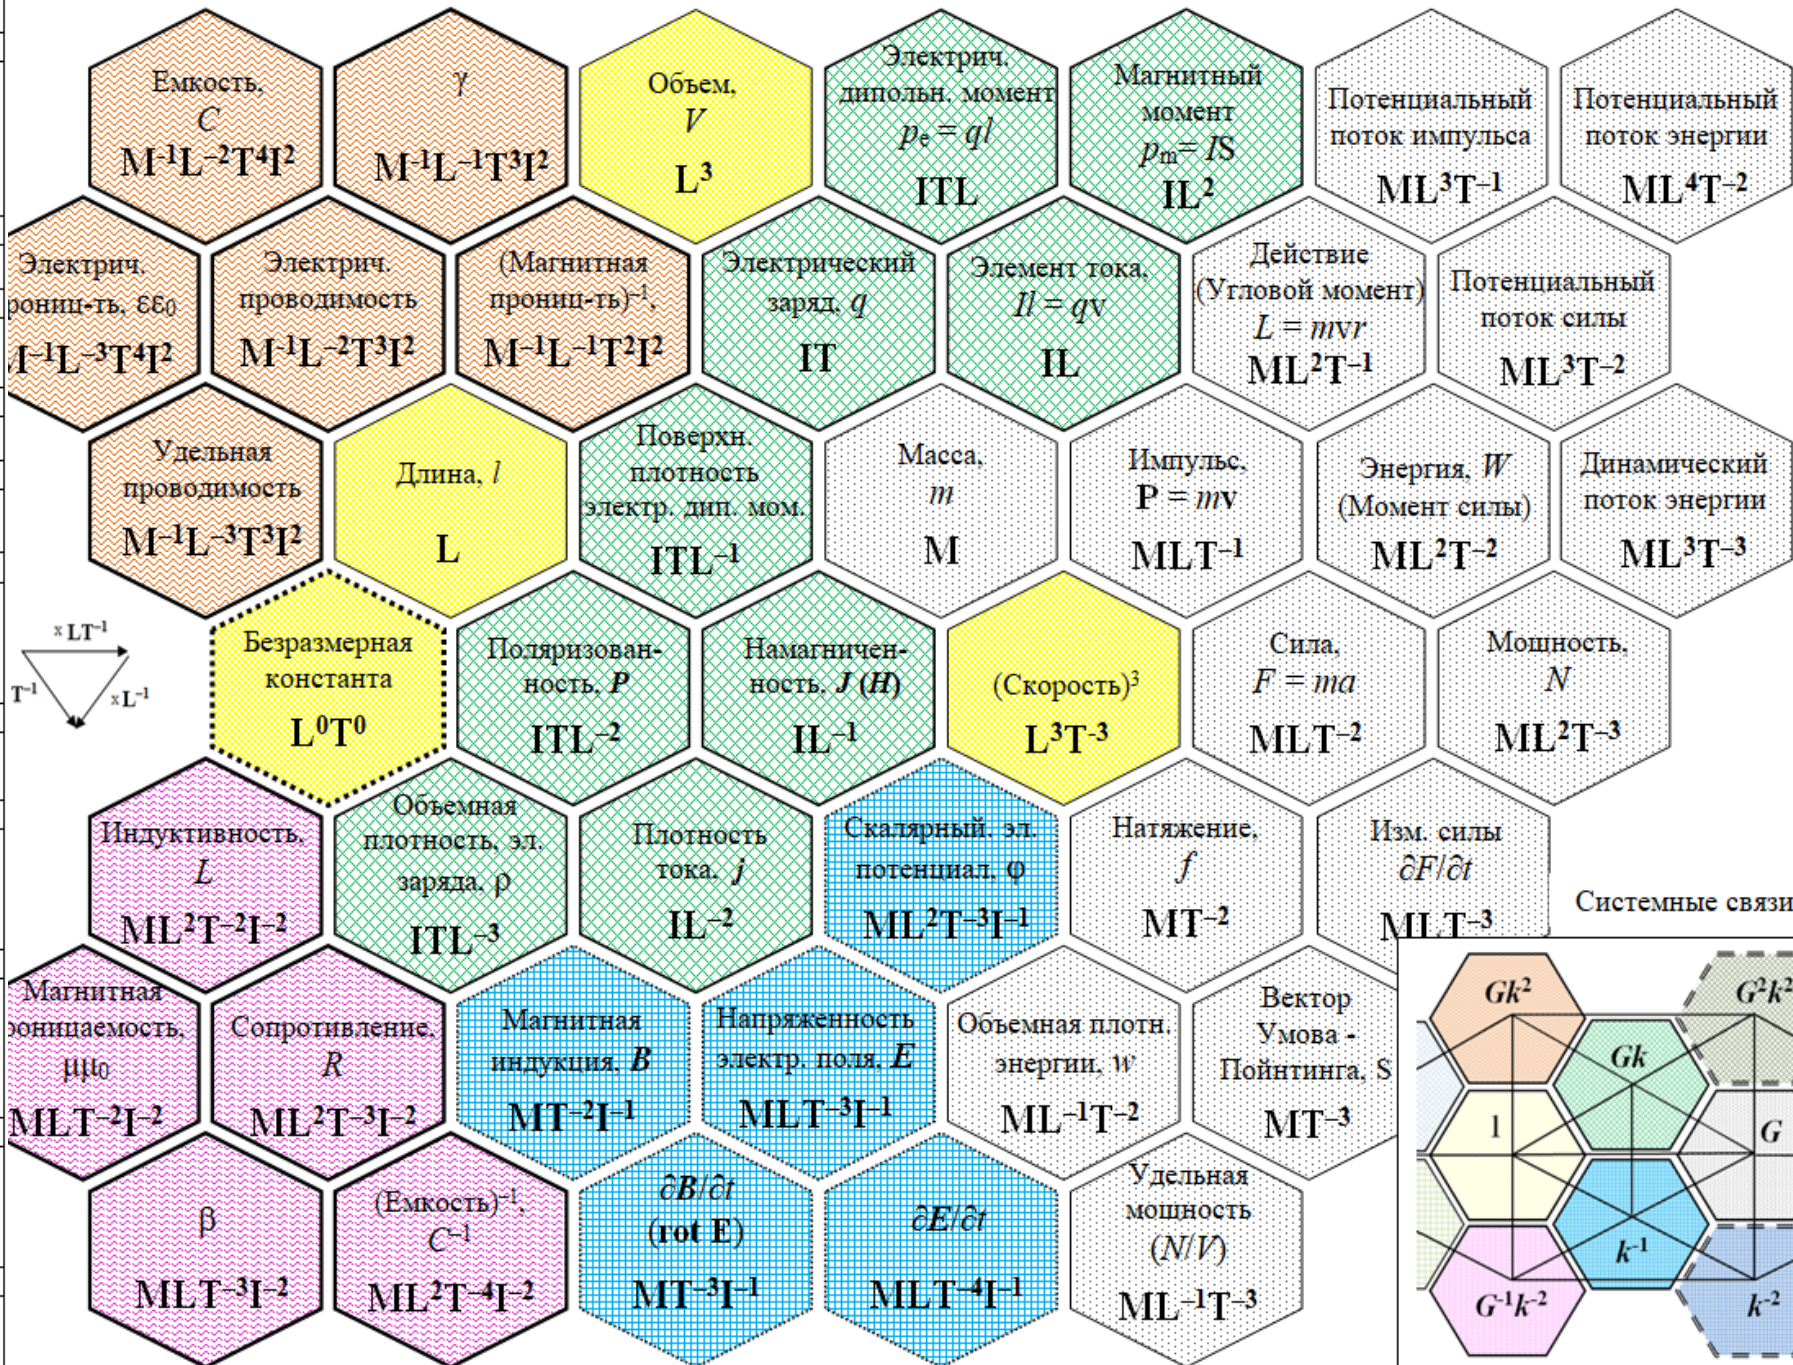 Емкость,
C
M⁻¹L⁻²T⁴I²
γ
M⁻¹L⁻¹T³I²
Объем,
V
L³
Электрич.
дипольн. момент
pₑ = ql
ITL
Магнитный
момент
pₘ= IS
IL²
Потенциальный
поток импульса
ML³T⁻¹
Потенциальный
поток энергии
ML⁴T⁻²
Электрич.
рониц-ть, εε₀
M⁻¹L⁻³T⁴I²
Электрич.
проводимость
M⁻¹L⁻²T³I²
(Магнитная
прониц-ть)⁻¹,
M⁻¹L⁻¹T²I²
Электрический
заряд, q
IT
Элемент тока,
Il = qv
IL
Действие
(Угловой момент)
L = mvr
ML²T⁻¹
Потенциальный
поток силы
ML³T⁻²
Удельная
проводимость
M⁻¹L⁻³T³I²
Длина, l
L
Поверхн.
плотность
электр. дип. мом.
ITL⁻¹
Масса,
m
M
Импульс,
P = mv
MLT⁻¹
Энергия, W
(Момент силы)
ML²T⁻²
Динамический
поток энергии
ML³T⁻³
x LT⁻¹
T⁻¹
x L⁻¹
Безразмерная
константа
L⁰T⁰
Поляризован-
ность, P
ITL⁻²
Намагничен-
ность, J (H)
IL⁻¹
(Скорость)³
L³T⁻³
Сила,
F = ma
MLT⁻²
Мощность,
N
ML²T⁻³
Индуктивность,
L
ML²T⁻²I⁻²
Объемная
плотность, эл.
заряда, ρ
ITL⁻³
Плотность
тока, j
IL⁻²
Скалярный. эл.
потенциал, φ
ML²T⁻³I⁻¹
Натяжение,
f
MT⁻²
Изм. силы
∂F/∂t
MLT⁻³
Системные связи
Магнитная
роницаемость,
μμ₀
MLT⁻²I⁻²
Сопротивление,
R
ML²T⁻³I⁻²
Магнитная
индукция, B
MT⁻²I⁻¹
Напряженность
электр. поля, E
MLT⁻³I⁻¹
Объемная плотн.
энергии, w
ML⁻¹T⁻²
Вектор
Умова -
Пойнтинга, S
MT⁻³
β
MLT⁻³I⁻²
(Емкость)⁻¹,
C⁻¹
ML²T⁻⁴I⁻²
∂B/∂t
(rot E)
MT⁻³I⁻¹
∂E/∂t
MLT⁻⁴I⁻¹
Удельная
мощность
(N/V)
ML⁻¹T⁻³
Gk²
G²k²
Gk
1
G
k⁻¹
G⁻¹k⁻²
k⁻²